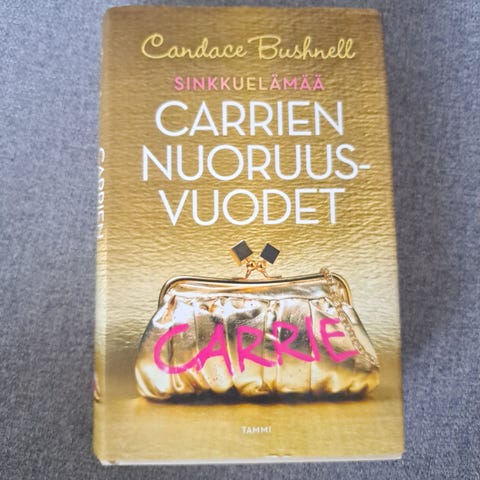 Candace Bushnell
SINKKUELÄMÄÄ
CARRIEN
NUORUUS-
VUODET
CARRIE
TAMMI
CARRIEN